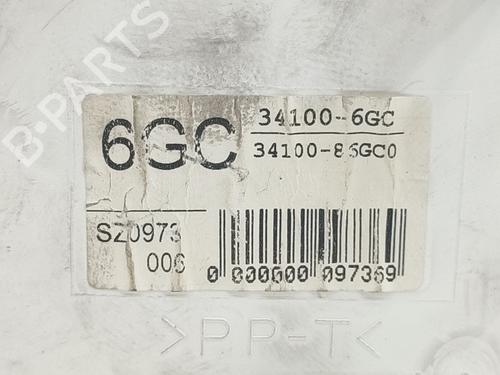 B-PARTS
6GC
34100-6GC
34100-86GC0
SZ0973
006
0 000000 097369
>PP-T<